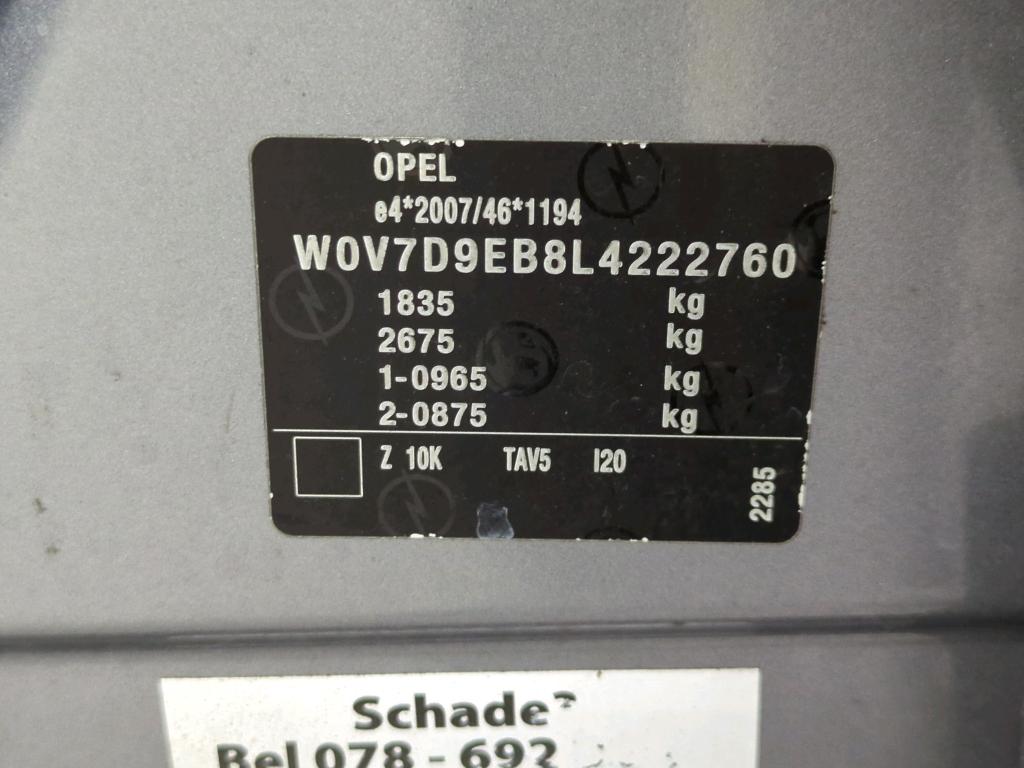 OPEL
e4*2007/46*1194
W0V7D9EB8L4222760
1835 kg
2675 kg
1-0965 kg
2-0875 kg
Z 10K TAV5 I20
2285
Schade?
Bel 078 - 692